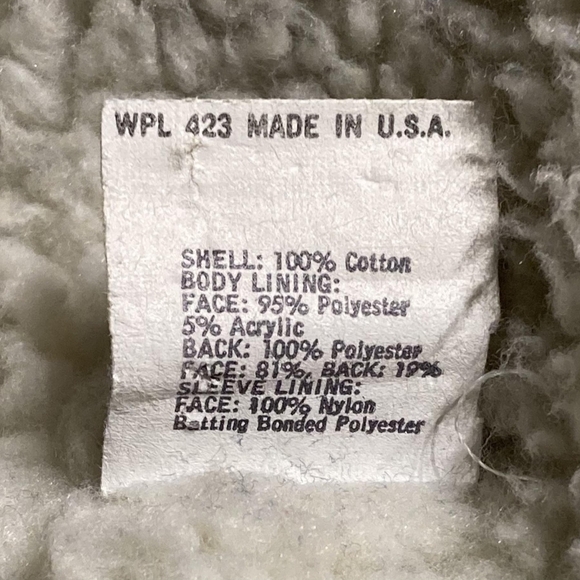 WPL 423 MADE IN U.S.A.
SHELL: 100% Cotton
BODY LINING:
FACE: 95% Polyester
5% Acrylic
BACK: 100% Polyester
FACE: 81%, BACK: 19%
SLEEVE LINING:
FACE: 100% Nylon
Batting Bonded Polyester